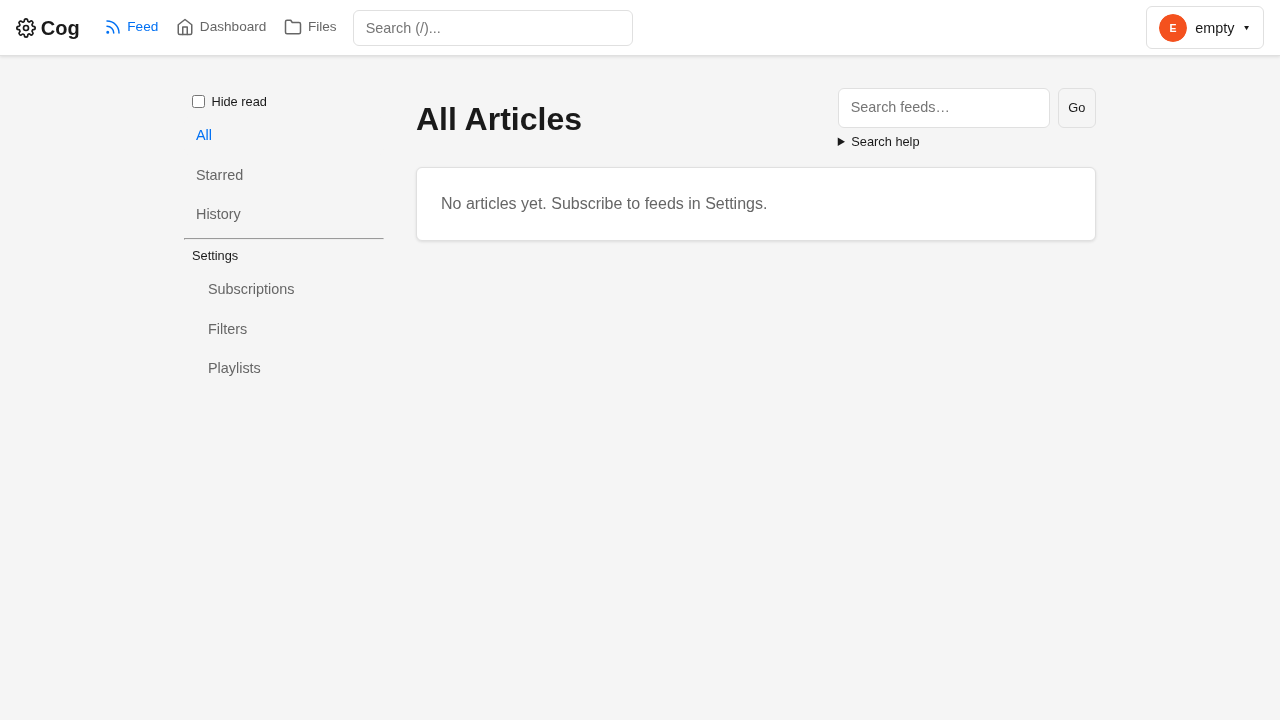 Cog
Feed
Dashboard
Files
Search (/)...
E
empty
Hide read
All
Starred
History
Settings
Subscriptions
Filters
Playlists
All Articles
Search feeds…
Go
Search help
No articles yet. Subscribe to feeds in Settings.